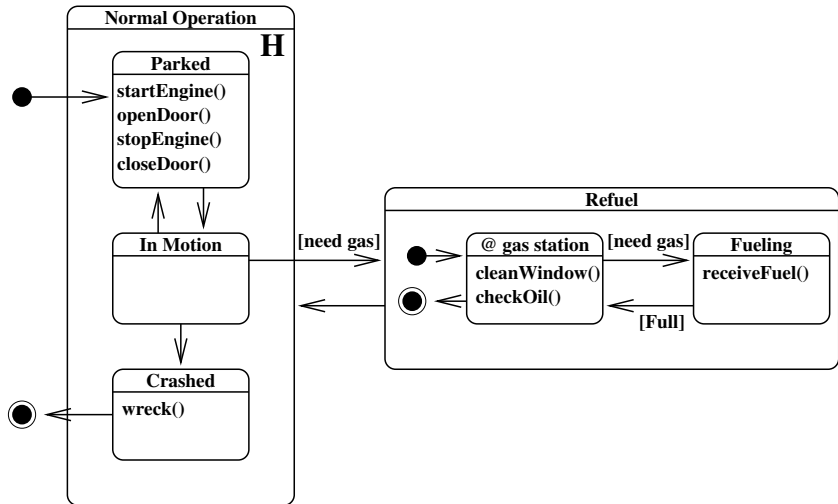 Normal Operation
H
Parked
startEngine()
openDoor()
stopEngine()
closeDoor()
In Motion
Crashed
wreck()
[need gas]
Refuel
@ gas station
cleanWindow()
checkOil()
[need gas]
[Full]
Fueling
receiveFuel()